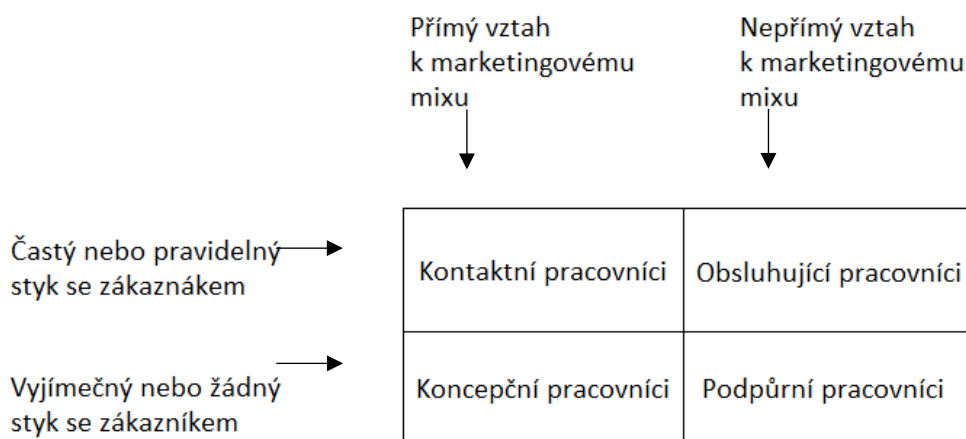 Přímý vztah
k marketingovému
mixu
Nepřímý vztah
k marketingovému
mixu
Častý nebo pravidelný
styk se zákaznákem
Kontaktní pracovníci
Obsluhující pracovníci
Vyjímečný nebo žádný
styk se zákazníkem
Koncepční pracovníci
Podpůrní pracovníci